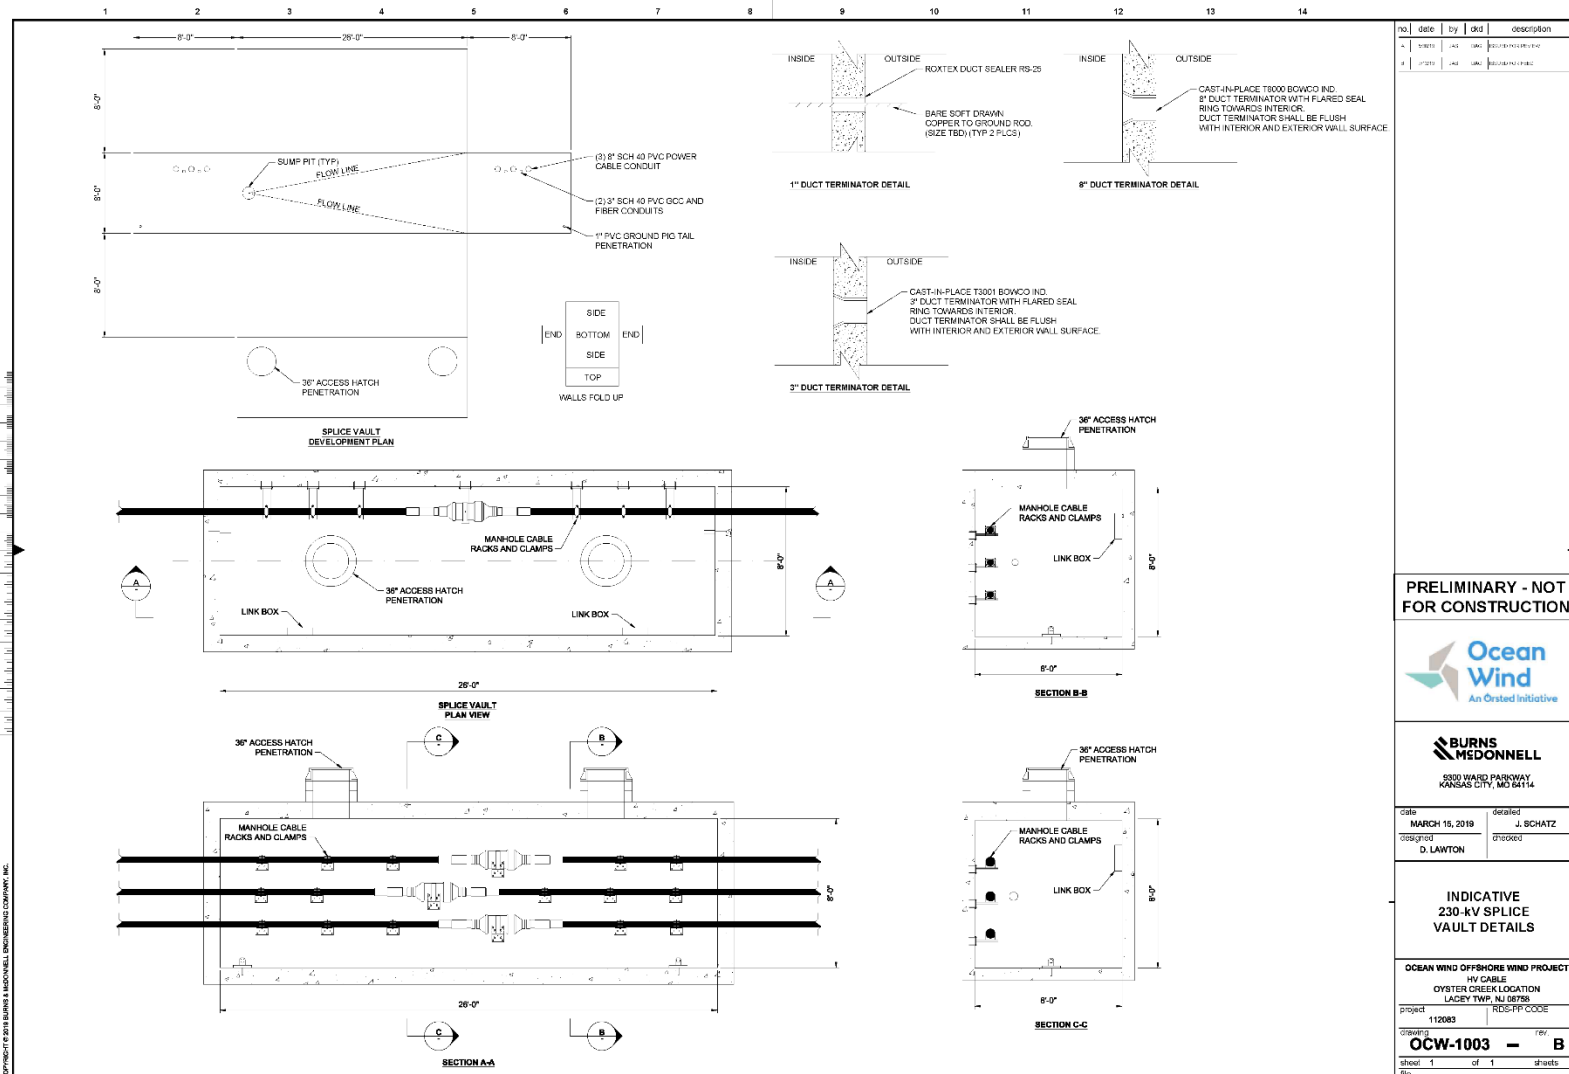 1 2 3 4 5 6 7 8 9 10 11 12 13 14
8'-0" 26'-0" 8'-0"
8'-0"
8'-0"
8'-0"
SUMP PIT (TYP)
FLOW LINE
FLOW LINE
(3) 8" SCH 40 PVC POWER
CABLE CONDUIT
(2) 3" SCH 40 PVC GCC AND
FIBER CONDUITS
1" PVC GROUND PIG TAIL
PENETRATION
36" ACCESS HATCH
PENETRATION
SPLICE VAULT
DEVELOPMENT PLAN
SIDE
END BOTTOM END
SIDE
TOP
WALLS FOLD UP
INSIDE OUTSIDE
ROXTEX DUCT SEALER RS-25
BARE SOFT DRAWN
COPPER TO GROUND ROD.
(SIZE TBD) (TYP 2 PLCS)
1" DUCT TERMINATOR DETAIL
INSIDE OUTSIDE
CAST-IN-PLACE T8000 BOWCO IND.
8" DUCT TERMINATOR WITH FLARED SEAL
RING TOWARDS INTERIOR.
DUCT TERMINATOR SHALL BE FLUSH
WITH INTERIOR AND EXTERIOR WALL SURFACE.
8" DUCT TERMINATOR DETAIL
INSIDE OUTSIDE
CAST-IN-PLACE T3001 BOWCO IND.
3" DUCT TERMINATOR WITH FLARED SEAL
RING TOWARDS INTERIOR.
DUCT TERMINATOR SHALL BE FLUSH
WITH INTERIOR AND EXTERIOR WALL SURFACE.
3" DUCT TERMINATOR DETAIL
MANHOLE CABLE
RACKS AND CLAMPS
36" ACCESS HATCH
PENETRATION
LINK BOX
LINK BOX
A
A
8'-0"
26'-0"
SPLICE VAULT
PLAN VIEW
36" ACCESS HATCH
PENETRATION
MANHOLE CABLE
RACKS AND CLAMPS
LINK BOX
8'-0"
8'-0"
SECTION B-B
36" ACCESS HATCH
PENETRATION
C
B
MANHOLE CABLE
RACKS AND CLAMPS
8'-0"
26'-0"
C
B
SECTION A-A
36" ACCESS HATCH
PENETRATION
MANHOLE CABLE
RACKS AND CLAMPS
LINK BOX
8'-0"
8'-0"
SECTION C-C
no. date by ckd description
A
B
PRELIMINARY - NOT
FOR CONSTRUCTION
Ocean
Wind
An Ørsted Initiative
BURNS
McDONNELL
9300 WARD PARKWAY
KANSAS CITY, MO 64114
date detailed
MARCH 15, 2019 J. SCHATZ
designed checked
D. LAWTON
INDICATIVE
230-kV SPLICE
VAULT DETAILS
OCEAN WIND OFFSHORE WIND PROJECT
HV CABLE
OYSTER CREEK LOCATION
LACEY TWP, NJ 08758
project RDS-PP CODE
112083
drawing rev.
OCW-1003 – B
sheet 1 of 1 sheets
file
COPYRIGHT © 2019 BURNS & McDONNELL ENGINEERING COMPANY, INC.